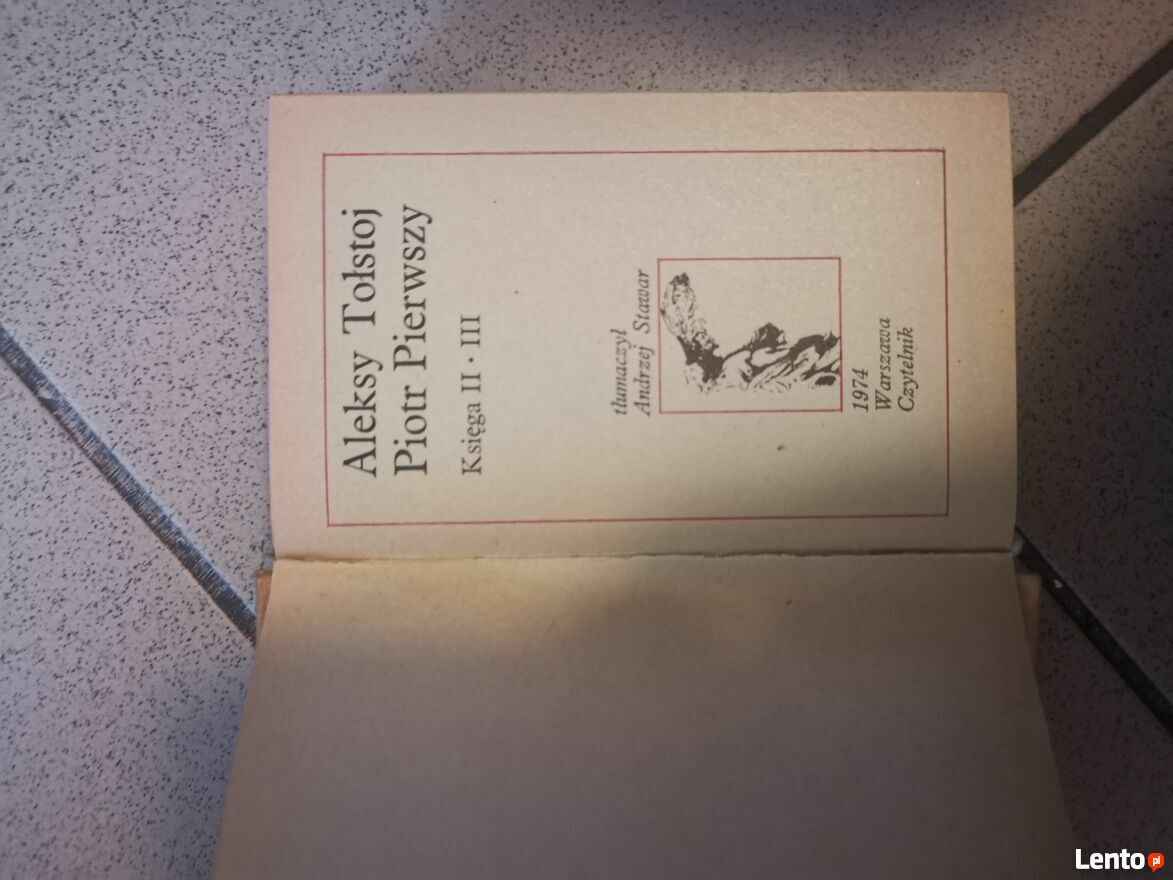 Aleksy Tołstoj
Piotr Pierwszy
Księga II · III
tłumaczył
Andrzej Stawar
1974
Warszawa
Czytelnik
Lento pl